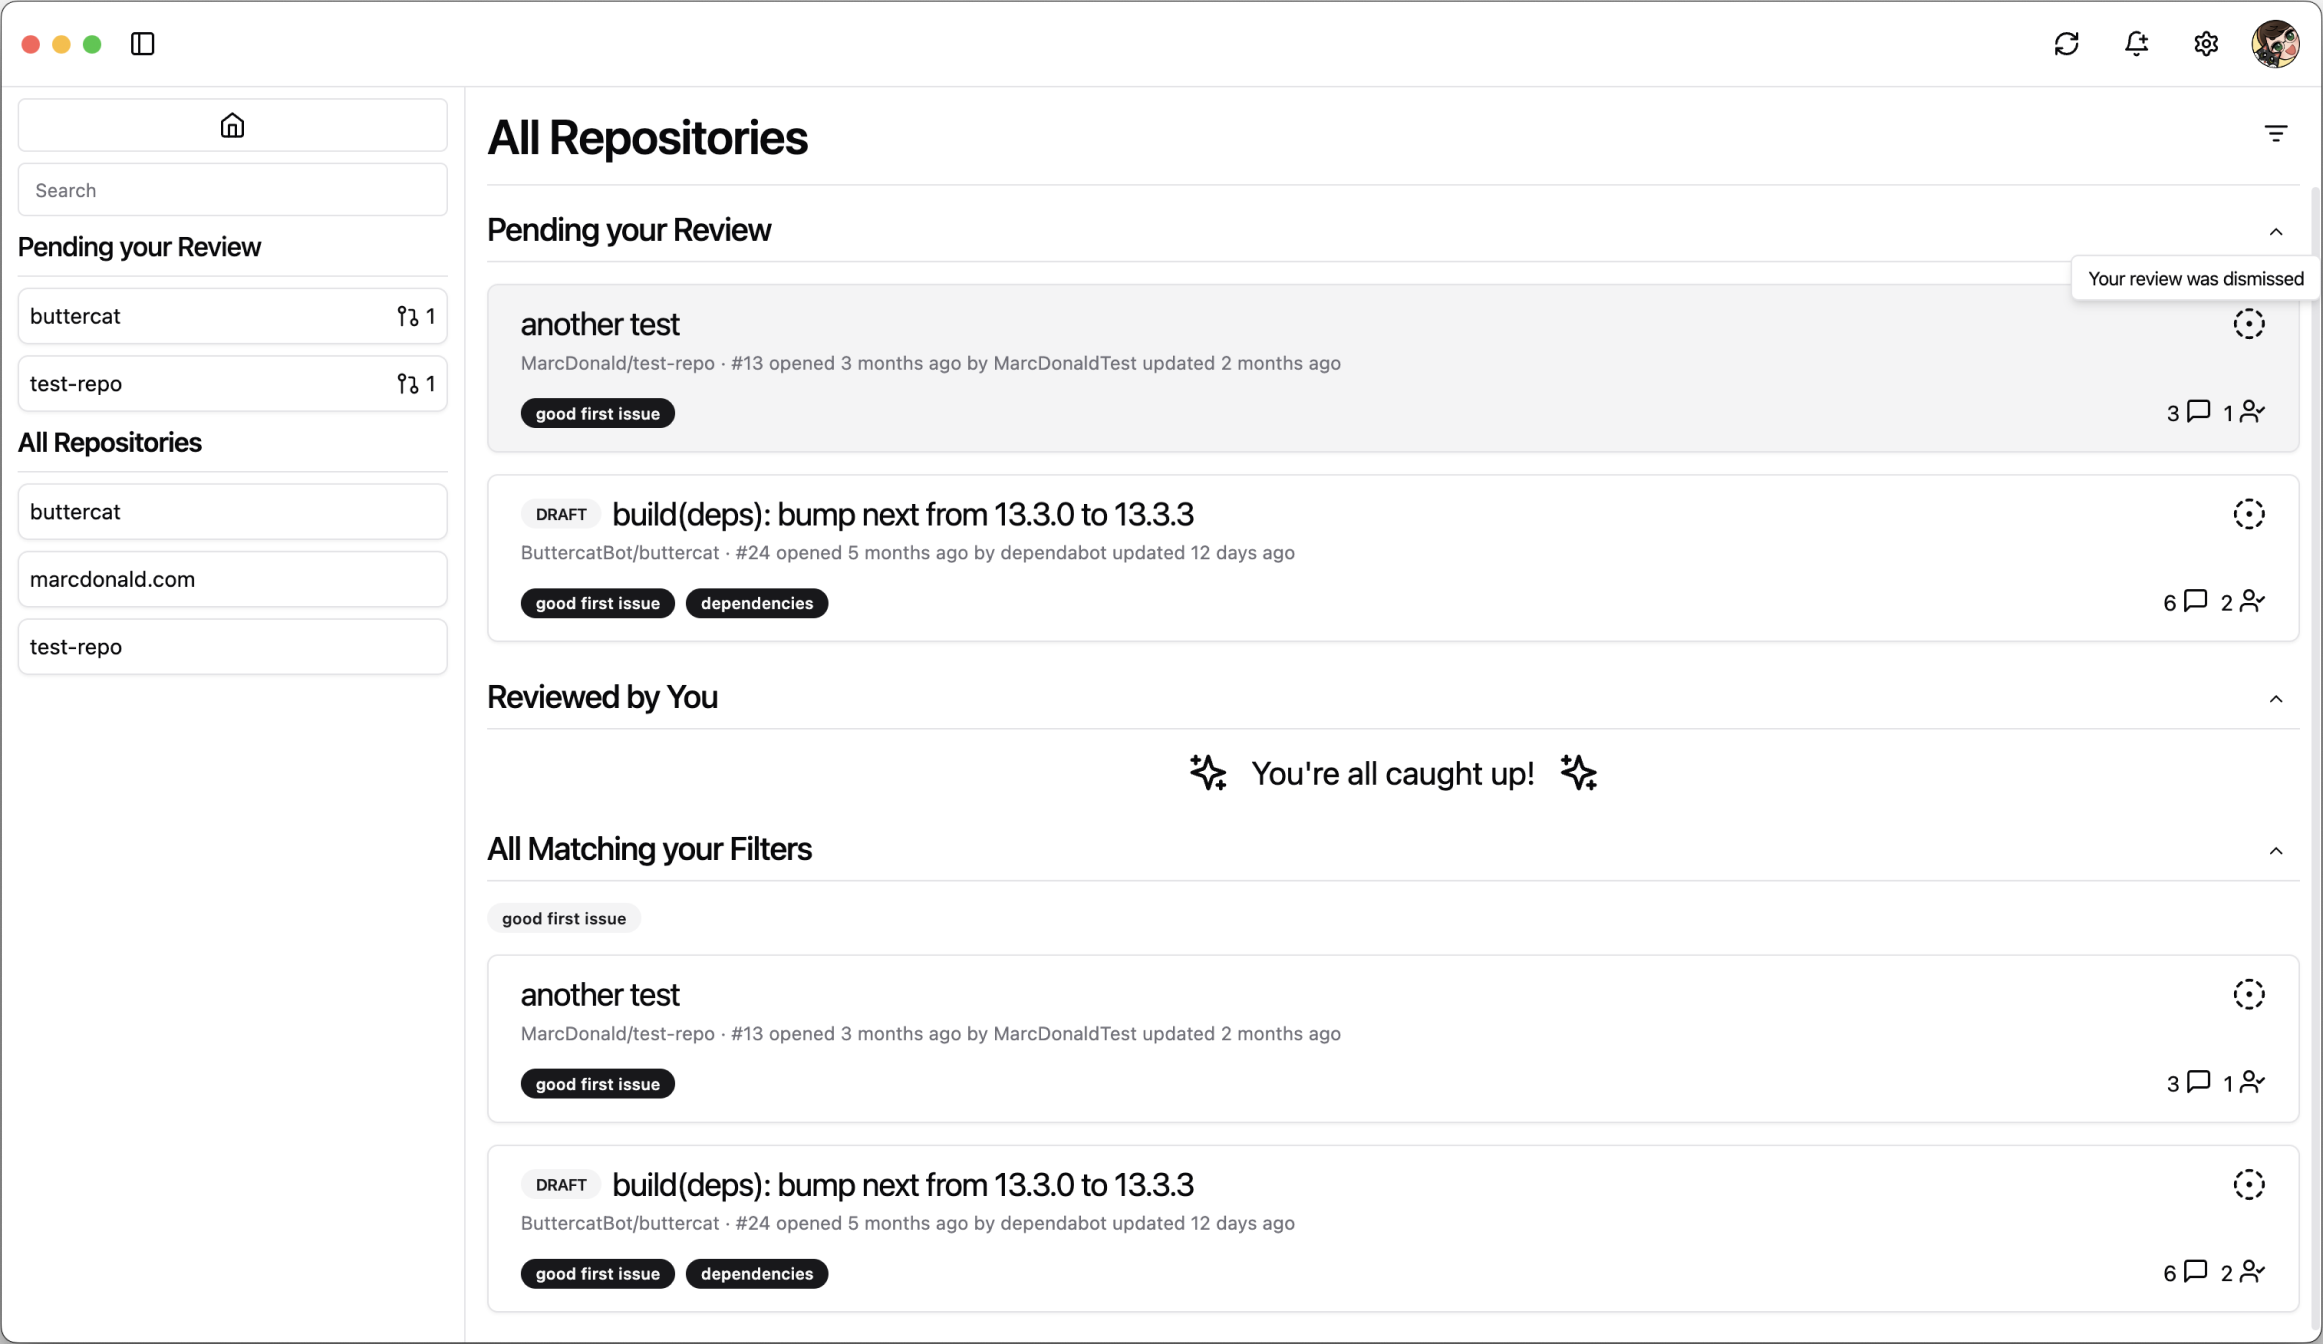 Search
Pending your Review
buttercat 1
test-repo 1
All Repositories
buttercat
marcdonald.com
test-repo
All Repositories
Pending your Review
Your review was dismissed
another test
MarcDonald/test-repo · #13 opened 3 months ago by MarcDonaldTest updated 2 months ago
good first issue
3 1
DRAFT build(deps): bump next from 13.3.0 to 13.3.3
ButtercatBot/buttercat · #24 opened 5 months ago by dependabot updated 12 days ago
good first issue dependencies
6 2
Reviewed by You
You're all caught up!
All Matching your Filters
good first issue
another test
MarcDonald/test-repo · #13 opened 3 months ago by MarcDonaldTest updated 2 months ago
good first issue
3 1
DRAFT build(deps): bump next from 13.3.0 to 13.3.3
ButtercatBot/buttercat · #24 opened 5 months ago by dependabot updated 12 days ago
good first issue dependencies
6 2